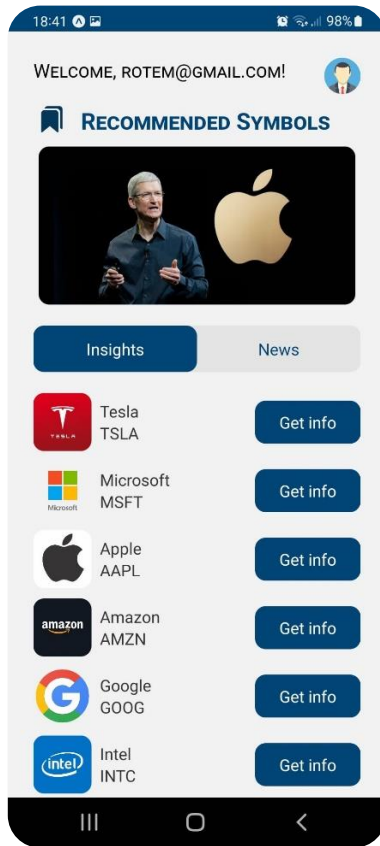 18:41 98%
WELCOME, ROTEM@GMAIL.COM!
RECOMMENDED SYMBOLS
Insights News
TESLA
Tesla
TSLA
Get info
Microsoft
Microsoft
MSFT
Get info
Apple
AAPL
Get info
amazon
Amazon
AMZN
Get info
G
Google
GOOG
Get info
intel
Intel
INTC
Get info